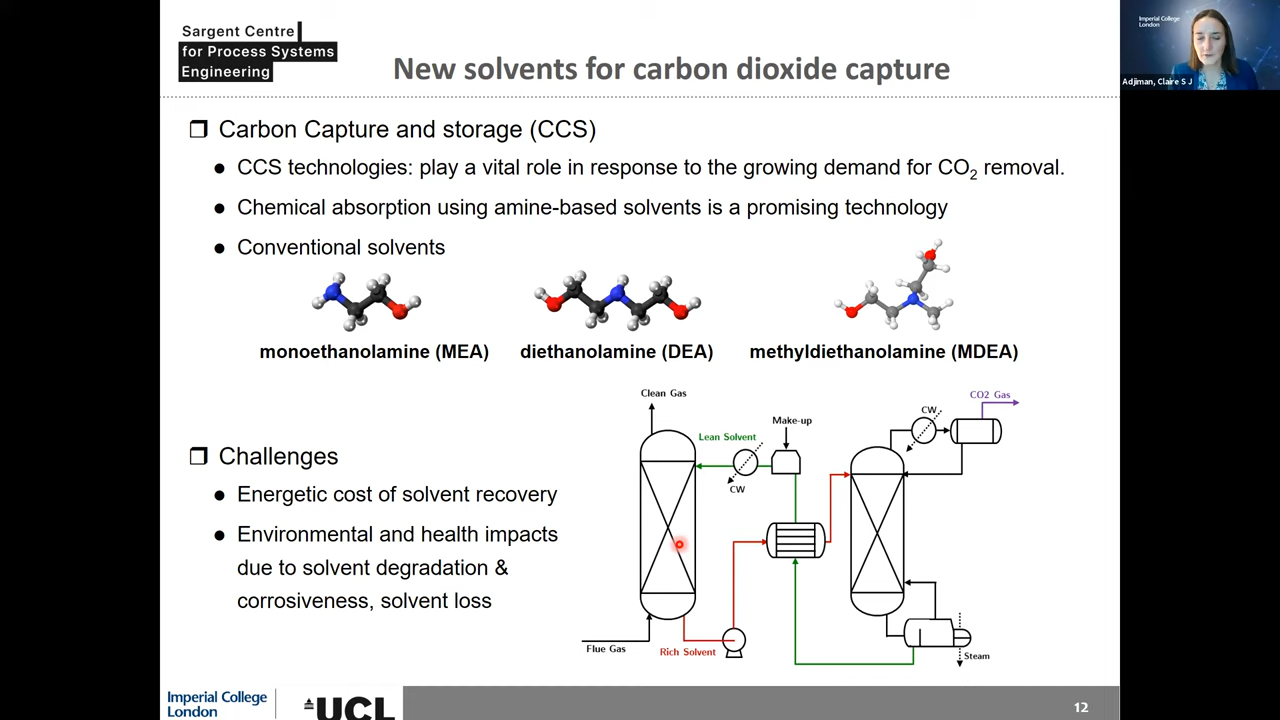 Sargent Centre
for Process Systems
Engineering
New solvents for carbon dioxide capture
Imperial College
London
Adjiman, Claire S J
❒ Carbon Capture and storage (CCS)
● CCS technologies: play a vital role in response to the growing demand for CO2 removal.
● Chemical absorption using amine-based solvents is a promising technology
● Conventional solvents
monoethanolamine (MEA)
diethanolamine (DEA)
methyldiethanolamine (MDEA)
❒ Challenges
● Energetic cost of solvent recovery
● Environmental and health impacts
due to solvent degradation &
corrosiveness, solvent loss
Clean Gas
Lean Solvent
Make-up
CW
CW
CO2 Gas
Flue Gas
Rich Solvent
Steam
Imperial College
London
UCL
12